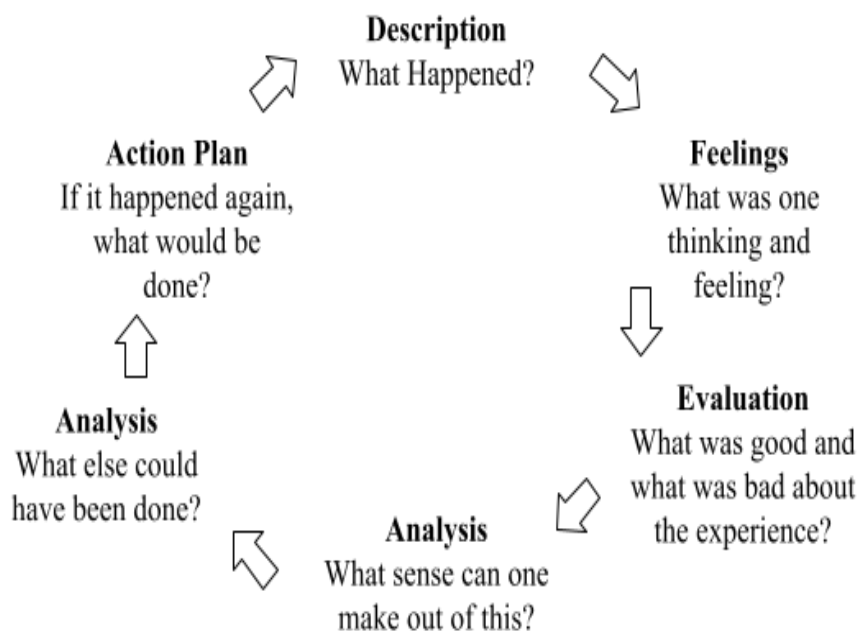 Description
What Happened?
Feelings
What was one
thinking and
feeling?
Evaluation
What was good and
what was bad about
the experience?
Analysis
What sense can one
make out of this?
Analysis
What else could
have been done?
Action Plan
If it happened again,
what would be
done?